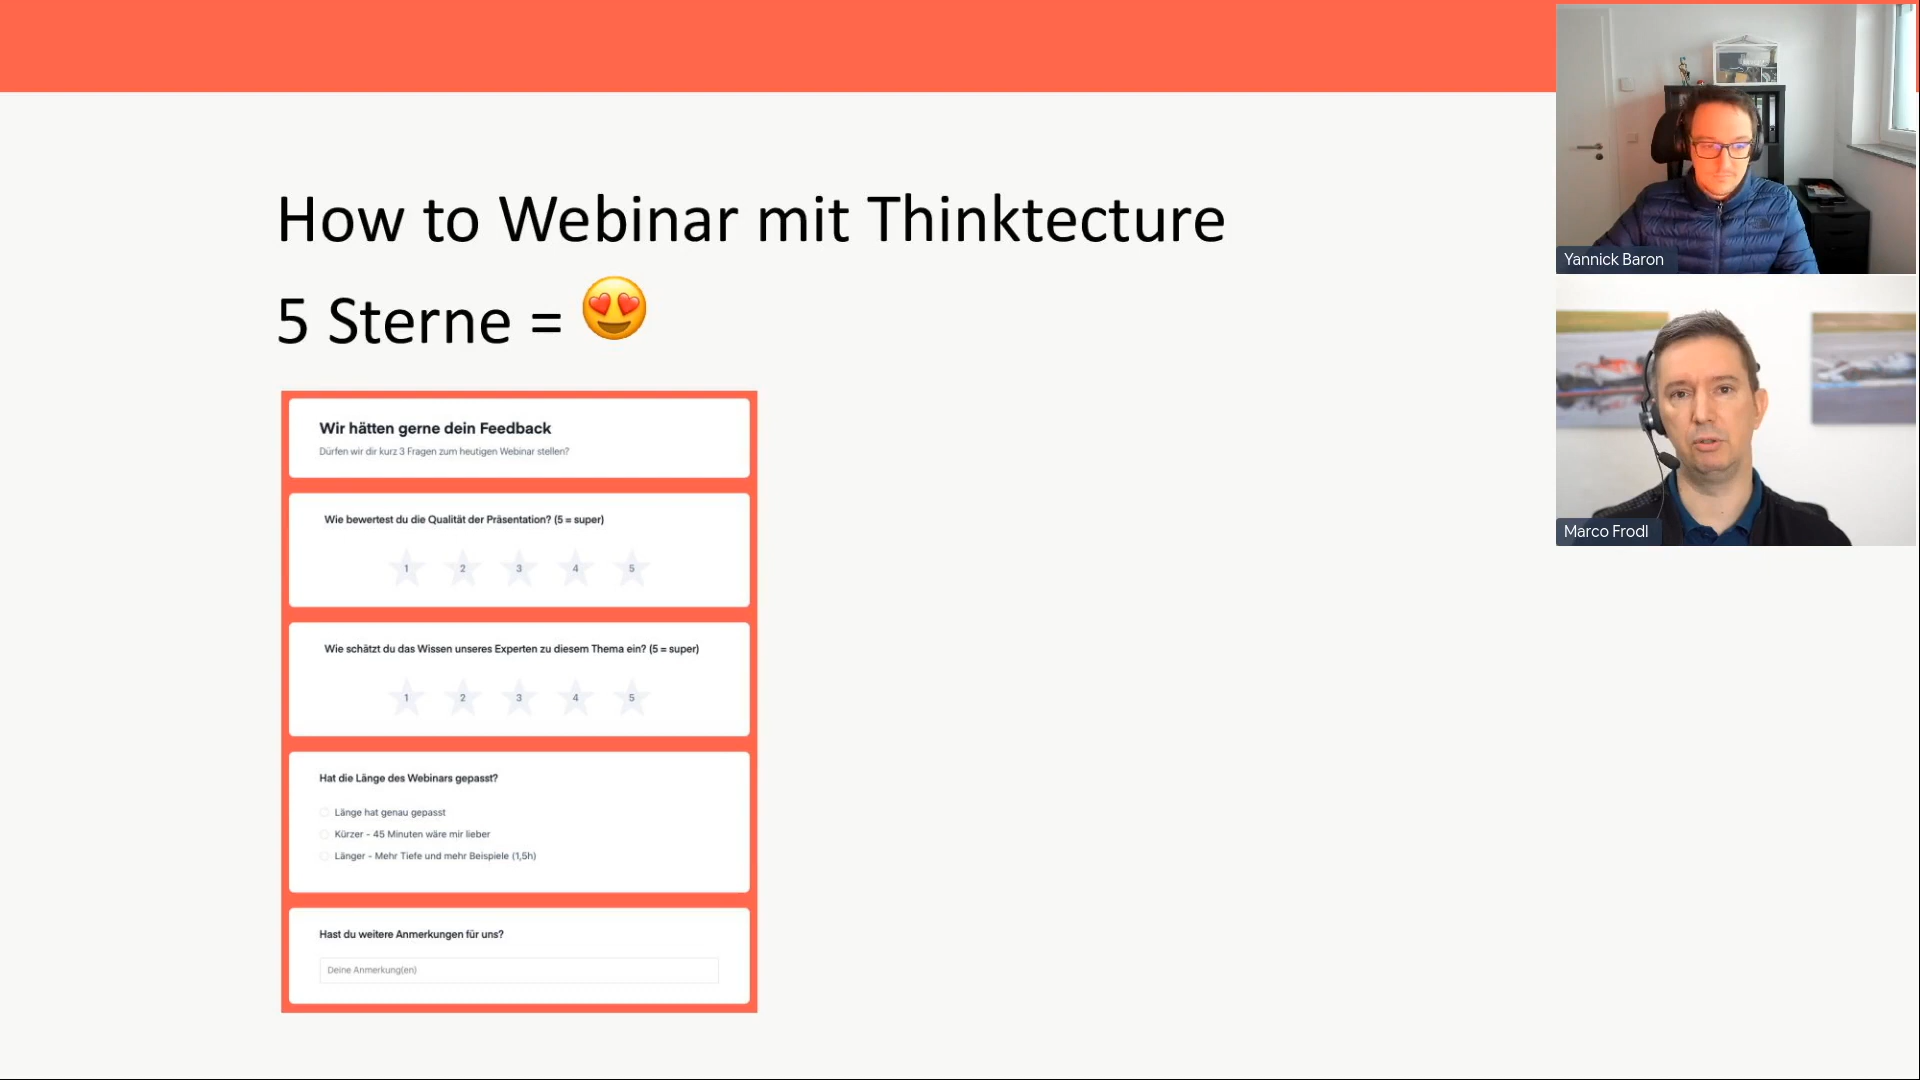 How to Webinar mit Thinktecture
5 Sterne = 😍
Wir hätten gerne dein Feedback
Dürfen wir dir kurz 3 Fragen zum heutigen Webinar stellen?
Wie bewertest du die Qualität der Präsentation? (5 = super)
1 2 3 4 5
Wie schätzt du das Wissen unseres Experten zu diesem Thema ein? (5 = super)
1 2 3 4 5
Hat die Länge des Webinars gepasst?
Länge hat genau gepasst
Kürzer - 45 Minuten wäre mir lieber
Länger - Mehr Tiefe und mehr Beispiele (1,5h)
Hast du weitere Anmerkungen für uns?
Deine Anmerkung(en)
Yannick Baron
Marco Frodl